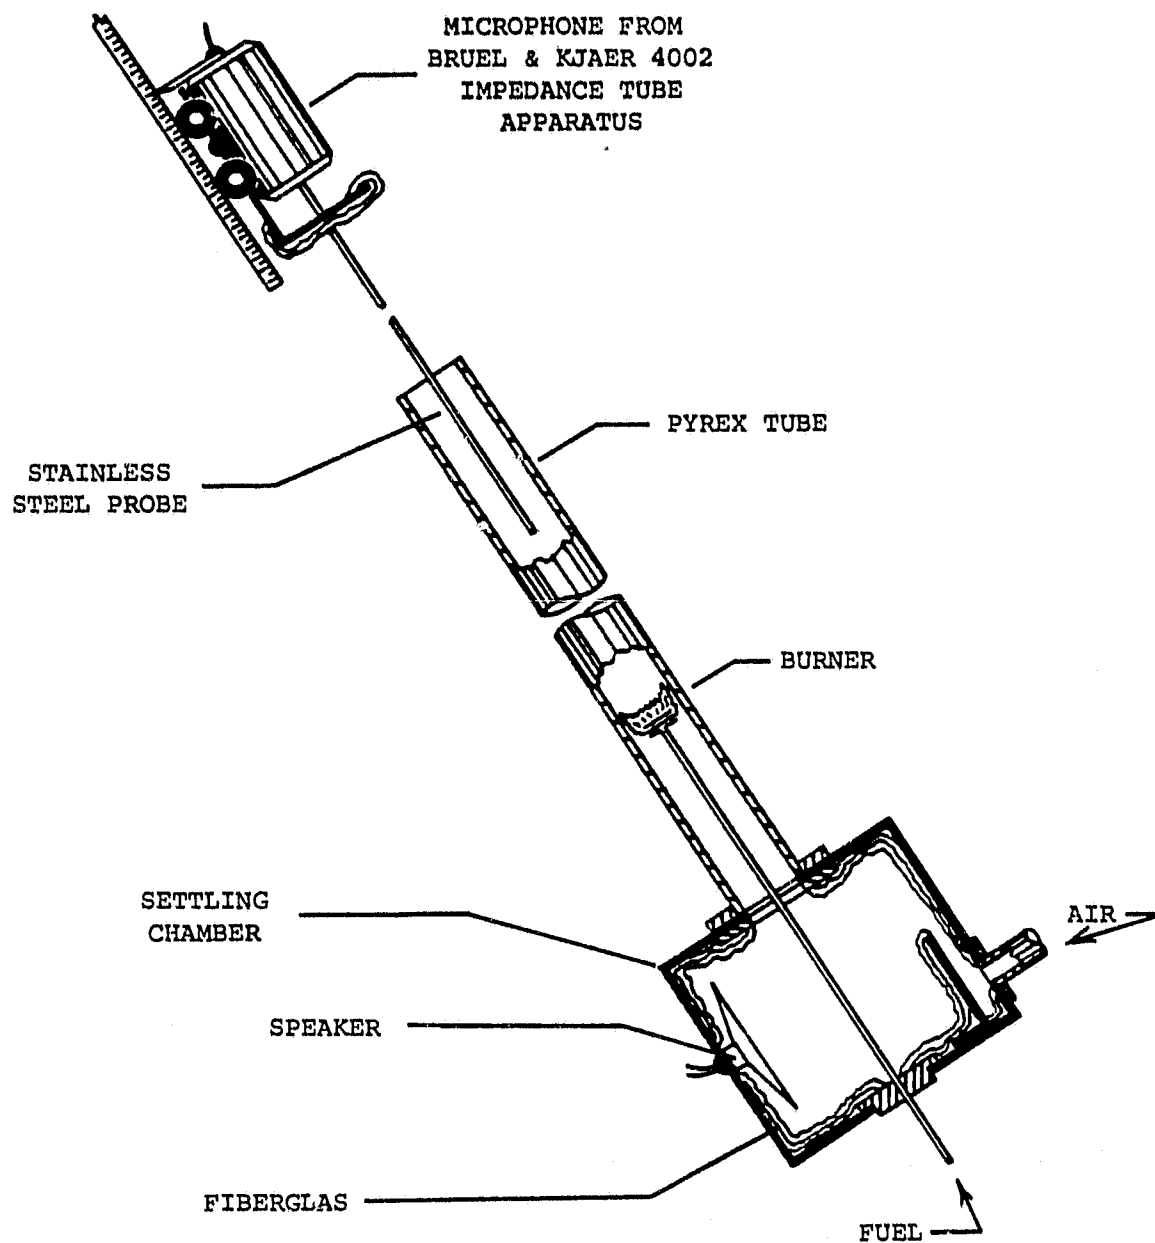 MICROPHONE FROM
BRUEL & KJAER 4002
IMPEDANCE TUBE
APPARATUS
PYREX TUBE
STAINLESS
STEEL PROBE
BURNER
SETTLING
CHAMBER
AIR
SPEAKER
FIBERGLAS
FUEL